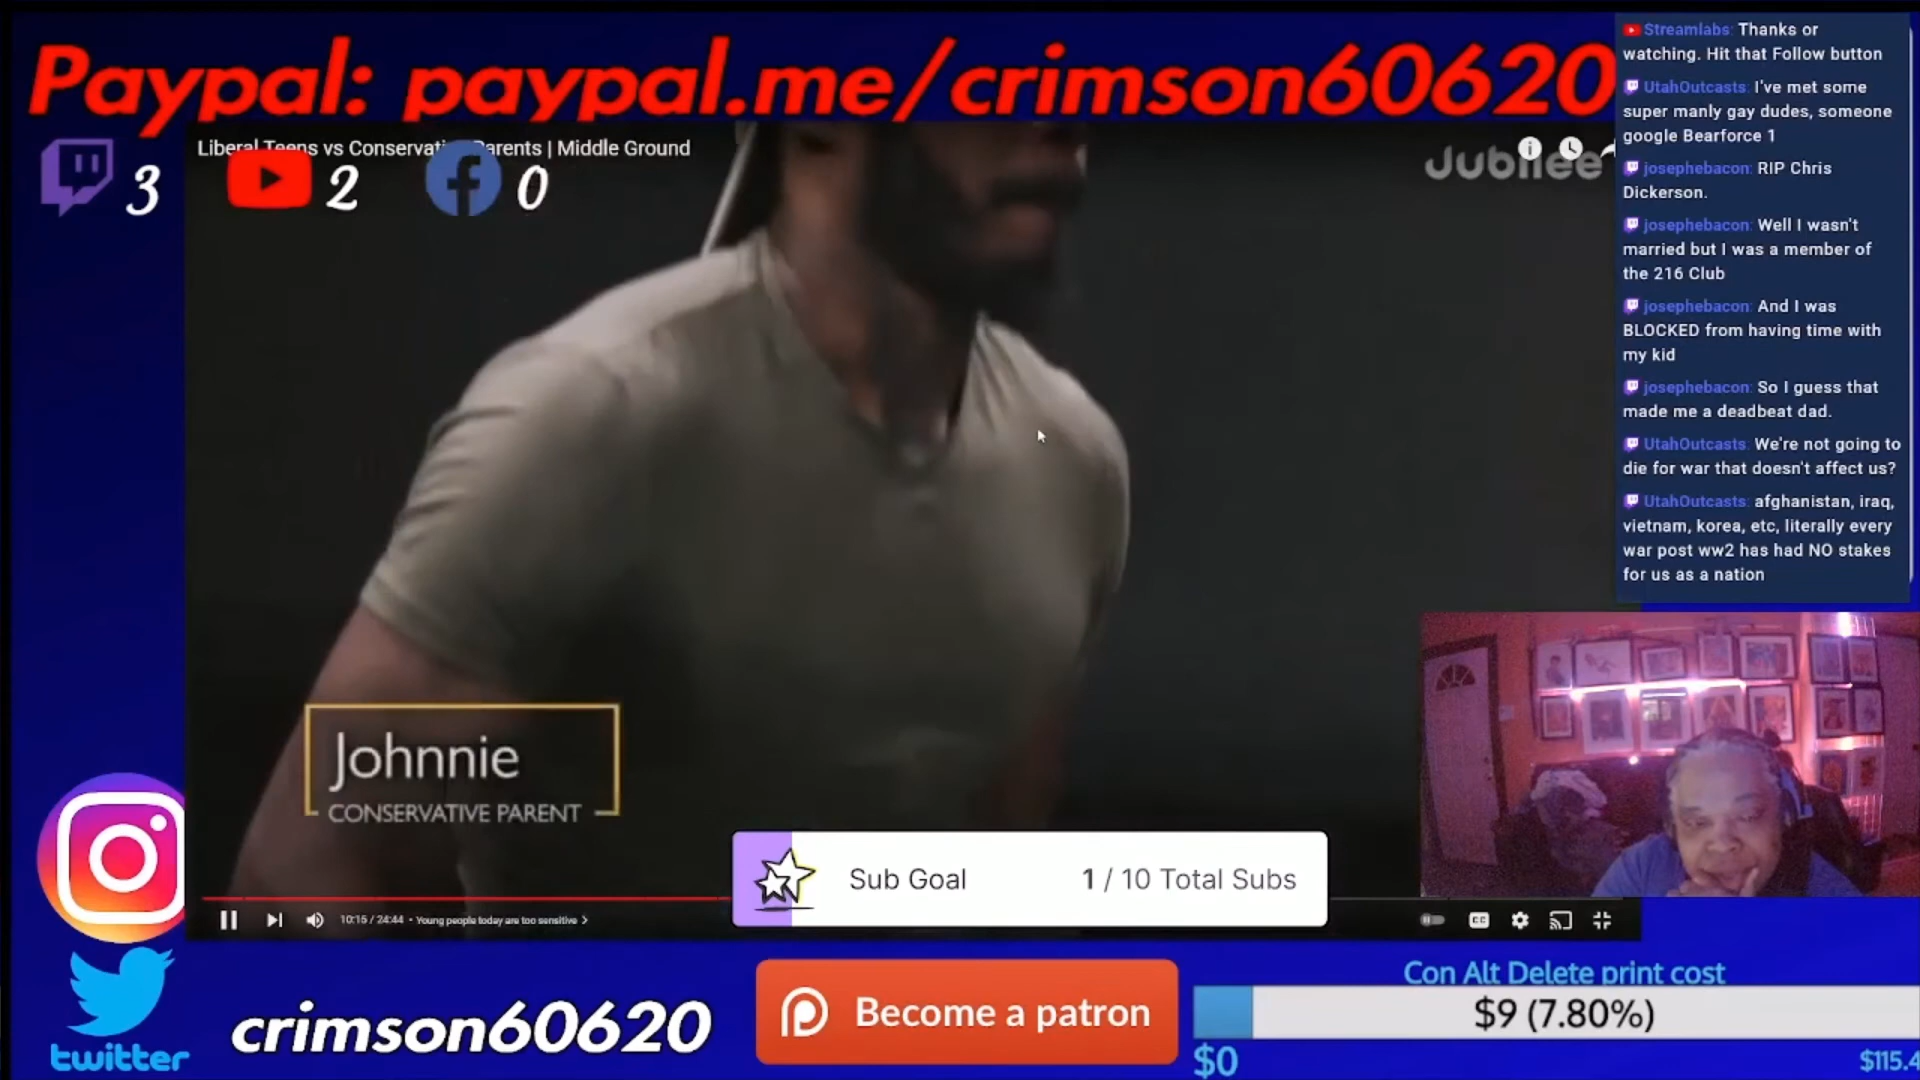 Paypal: paypal.me/crimson60620
Liberal Teens vs Conservati Parents | Middle Ground
Jubilee
3
2
0
Streamlabs: Thanks or
watching. Hit that Follow button
UtahOutcasts: I've met some
super manly gay dudes, someone
google Bearforce 1
josephebacon: RIP Chris
Dickerson.
josephebacon: Well I wasn't
married but I was a member of
the 216 Club
josephebacon: And I was
BLOCKED from having time with
my kid
josephebacon: So I guess that
made me a deadbeat dad.
UtahOutcasts: We're not going to
die for war that doesn't affect us?
UtahOutcasts: afghanistan, iraq,
vietnam, korea, etc, literally every
war post ww2 has had NO stakes
for us as a nation
Johnnie
CONSERVATIVE PARENT
Sub Goal 1 / 10 Total Subs
10:15 / 24:44 • Young people today are too sensitive >
CC
twitter
crimson60620
Become a patron
Con Alt Delete print cost
$9 (7.80%)
$0
$115.4